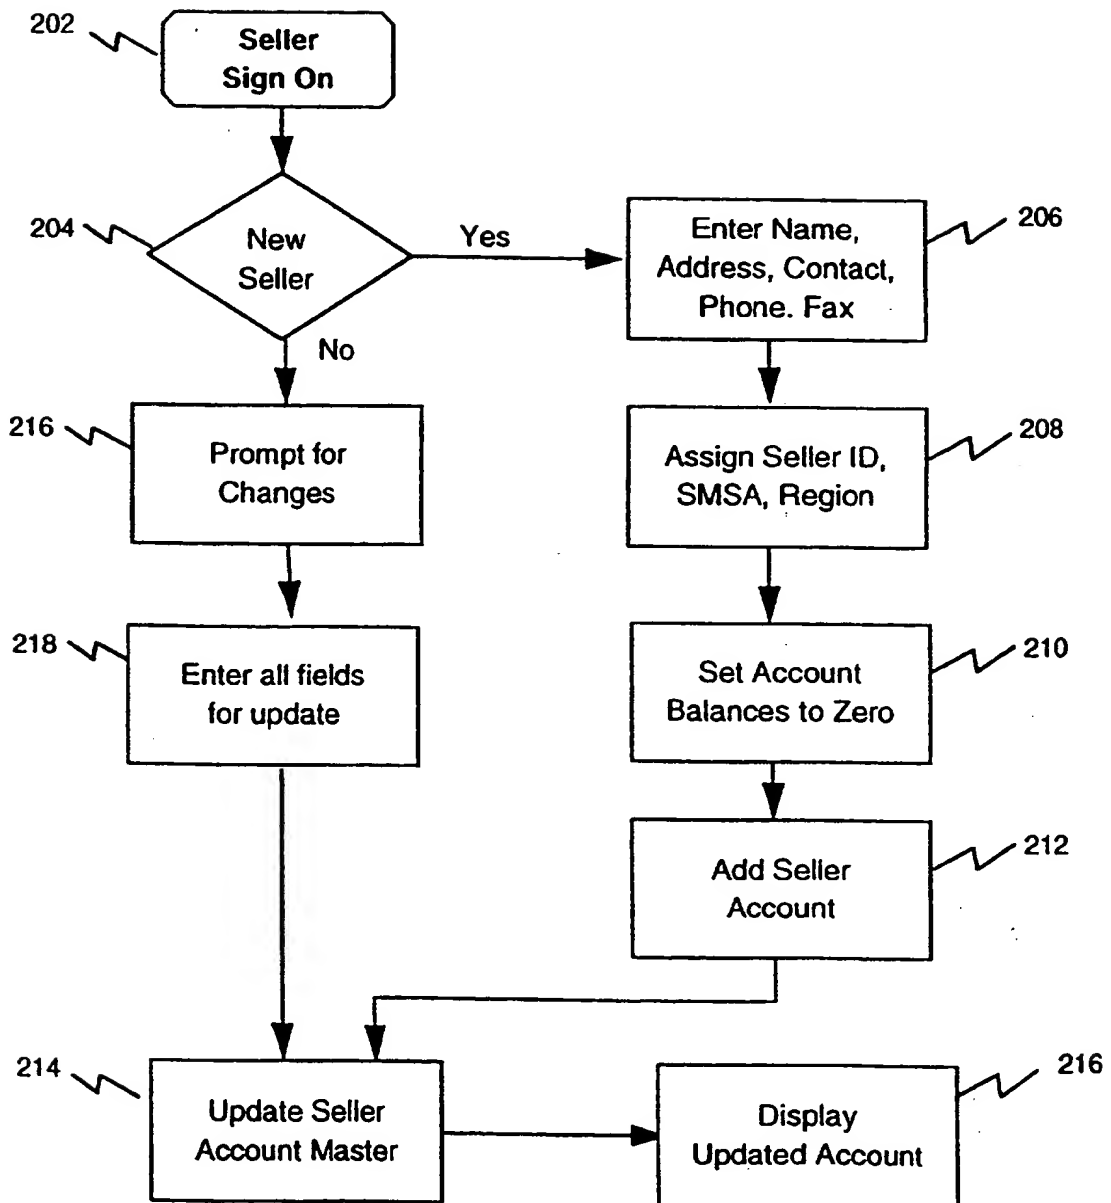 202
Seller
Sign On
204
New
Seller
Yes
No
206
Enter Name,
Address, Contact,
Phone. Fax
216
Prompt for
Changes
208
Assign Seller ID,
SMSA, Region
218
Enter all fields
for update
210
Set Account
Balances to Zero
212
Add Seller
Account
214
Update Seller
Account Master
216
Display
Updated Account